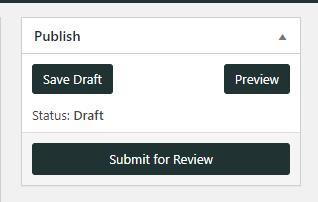 Publish
Save Draft Preview
Status: Draft
Submit for Review